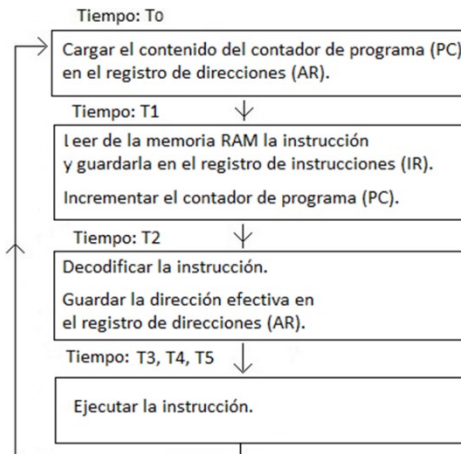 Tiempo: T0
Cargar el contenido del contador de programa (PC)
en el registro de direcciones (AR).
Tiempo: T1
Leer de la memoria RAM la instrucción
y guardarla en el registro de instrucciones (IR).
Incrementar el contador de programa (PC).
Tiempo: T2
Decodificar la instrucción.
Guardar la dirección efectiva en
el registro de direcciones (AR).
Tiempo: T3, T4, T5
Ejecutar la instrucción.